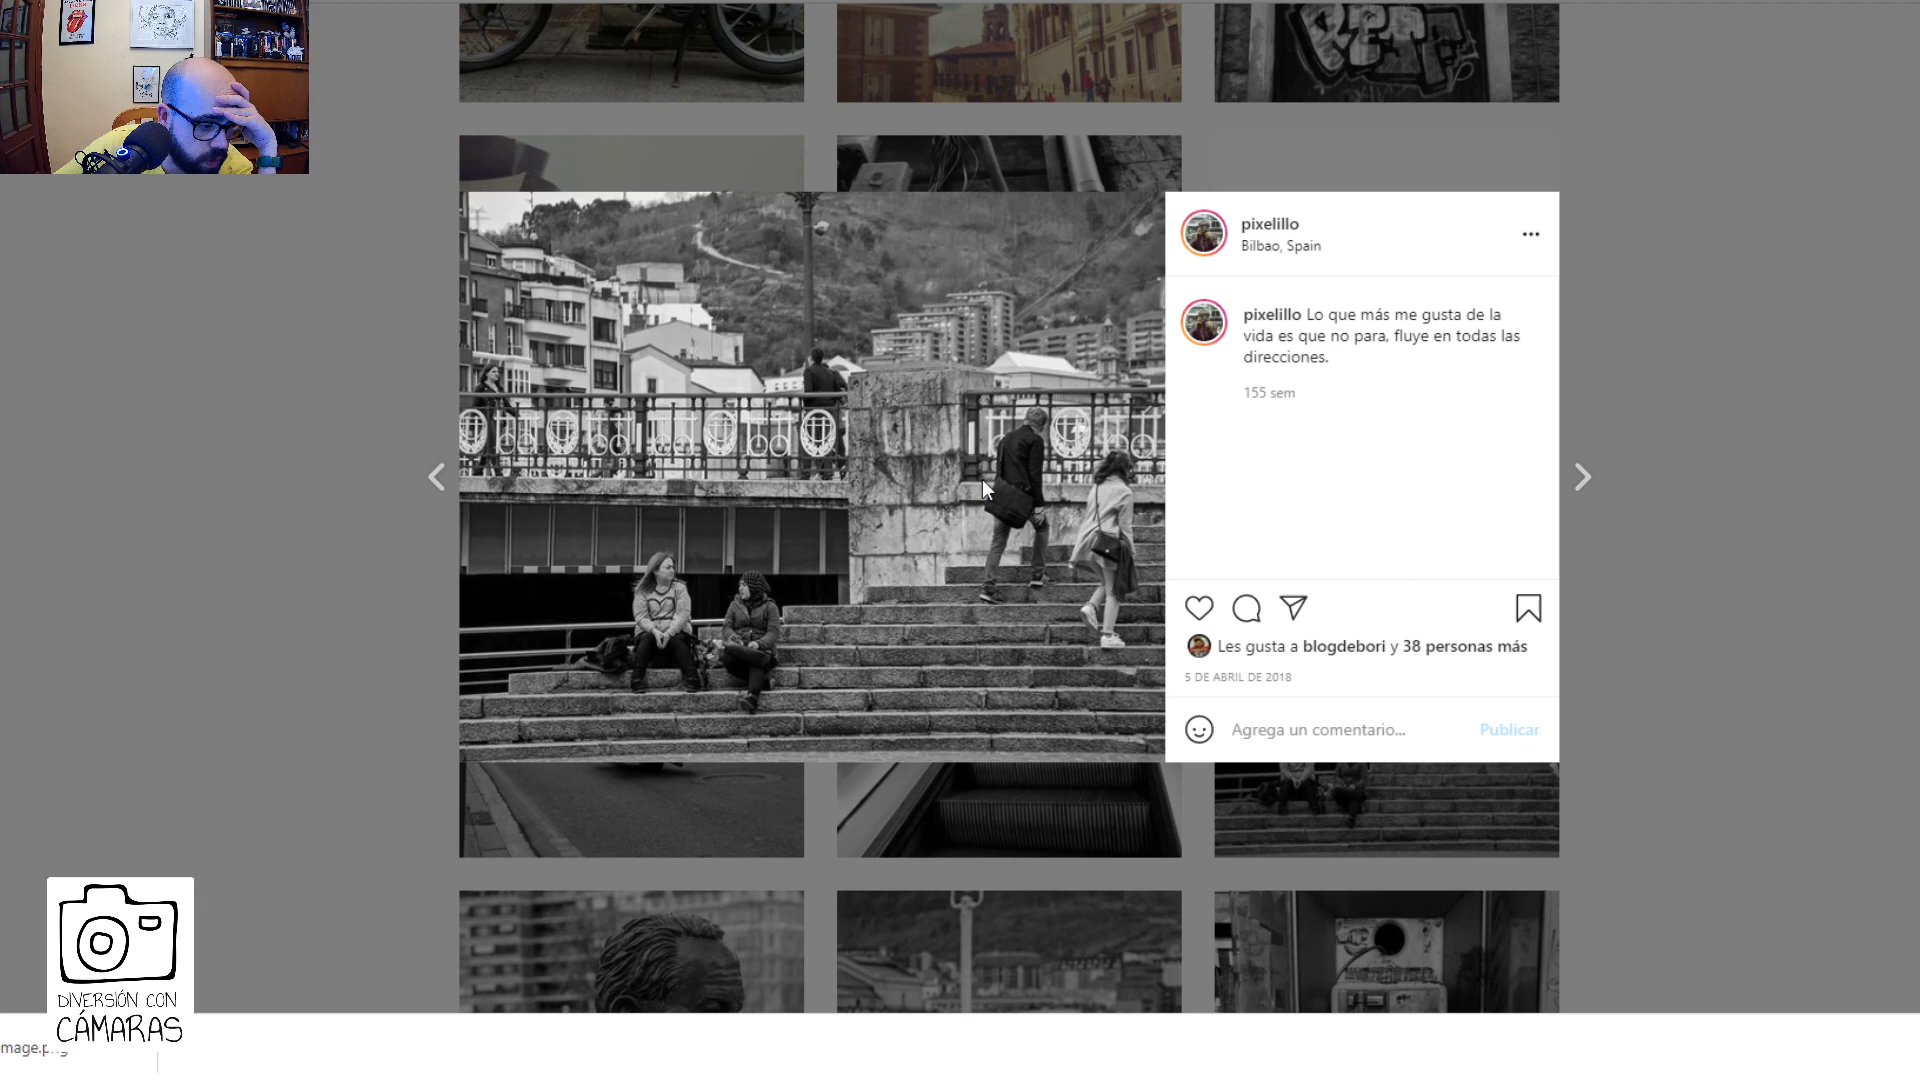 PETE
pixelillo
Bilbao, Spain
pixelillo Lo que más me gusta de la
vida es que no para, fluye en todas las
direcciones.
155 sem
Les gusta a blogdebori y 38 personas más
5 DE ABRIL DE 2018
Agrega un comentario...
Publicar
DIVERSIÓN CON
CÁMARAS